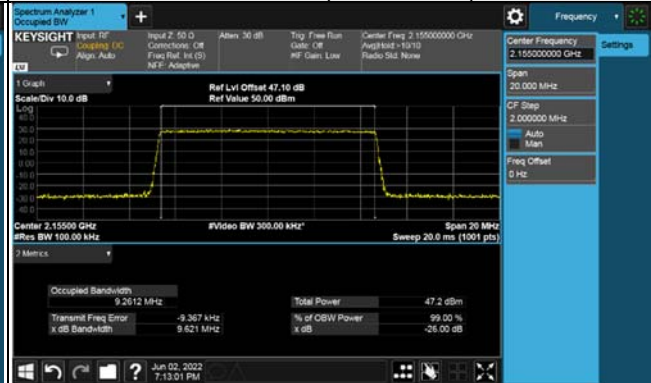 Spectrum Analyzer 1
Occupied BW
+
Frequency
KEYSIGHT
Input: RF
Coupling: DC
Align: Auto
Input Z: 50 Ω
Corrections: Off
Freq Ref: Int (S)
NFE: Adaptive
Atten: 30 dB
Trig: Free Run
Gate: Off
#IF Gain: Low
Center Freq: 2.155000000 GHz
Avg|Hold:>10/10
Radio Std: None
LXI
Center Frequency
2.155000000 GHz
Settings
Span
20.000 MHz
CF Step
2.000000 MHz
Auto
Man
Freq Offset
0 Hz
1 Graph
Scale/Div 10.0 dB
Ref Lvl Offset 47.10 dB
Ref Value 50.00 dBm
Log
40.0
30.0
20.0
10.0
0.00
-10.0
-20.0
-30.0
-40.0
Center 2.15500 GHz
#Res BW 100.00 kHz
#Video BW 300.00 kHz*
Span 20 MHz
Sweep 20.0 ms (1001 pts)
2 Metrics
Occupied Bandwidth
9.2612 MHz
Total Power 47.2 dBm
Transmit Freq Error -9.367 kHz
% of OBW Power 99.00 %
x dB Bandwidth 9.621 MHz
x dB -26.00 dB
?
Jun 02, 2022
7:13:01 PM